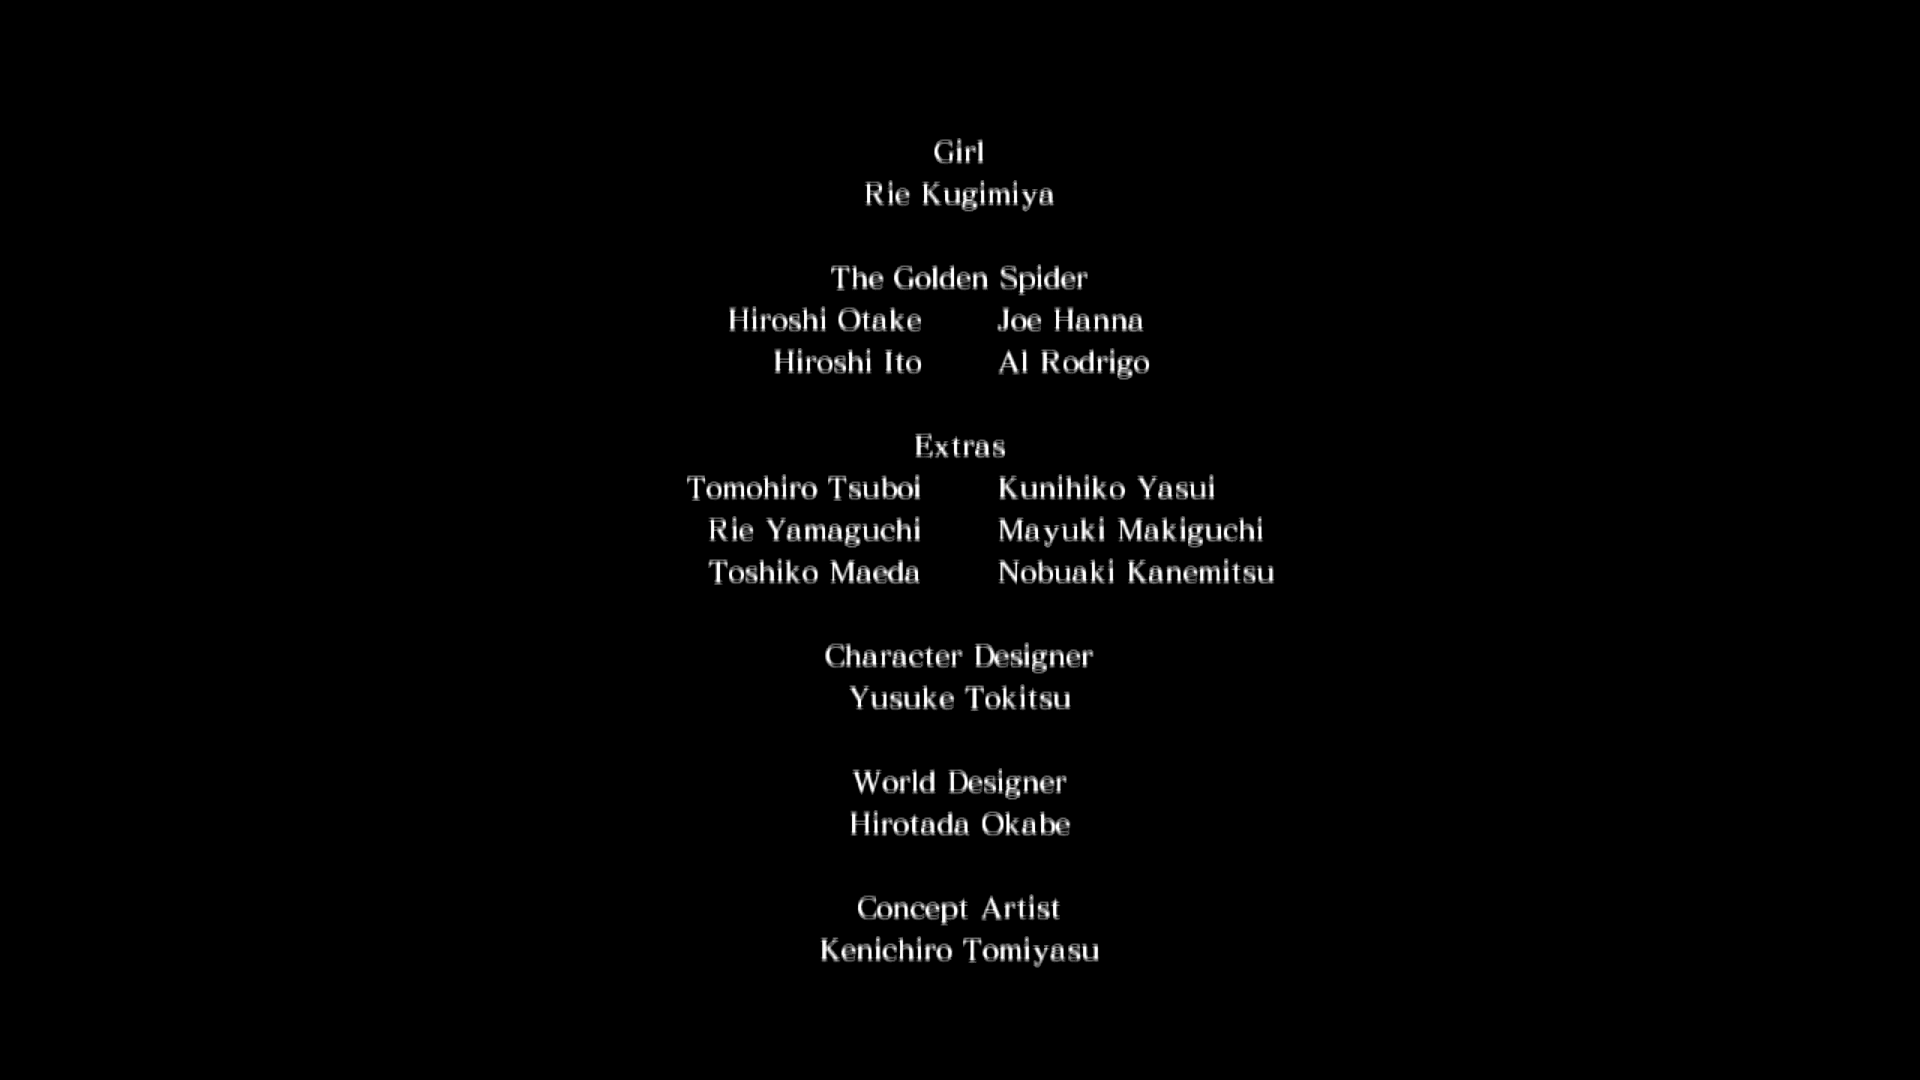 Girl
Rie Kugimiya
The Golden Spider
Hiroshi Otake Joe Hanna
Hiroshi Ito Al Rodrigo
Extras
Tomohiro Tsuboi Kunihiko Yasui
Rie Yamaguchi Mayuki Makiguchi
Toshiko Maeda Nobuaki Kanemitsu
Character Designer
Yusuke Tokitsu
World Designer
Hirotada Okabe
Concept Artist
Kenichiro Tomiyasu